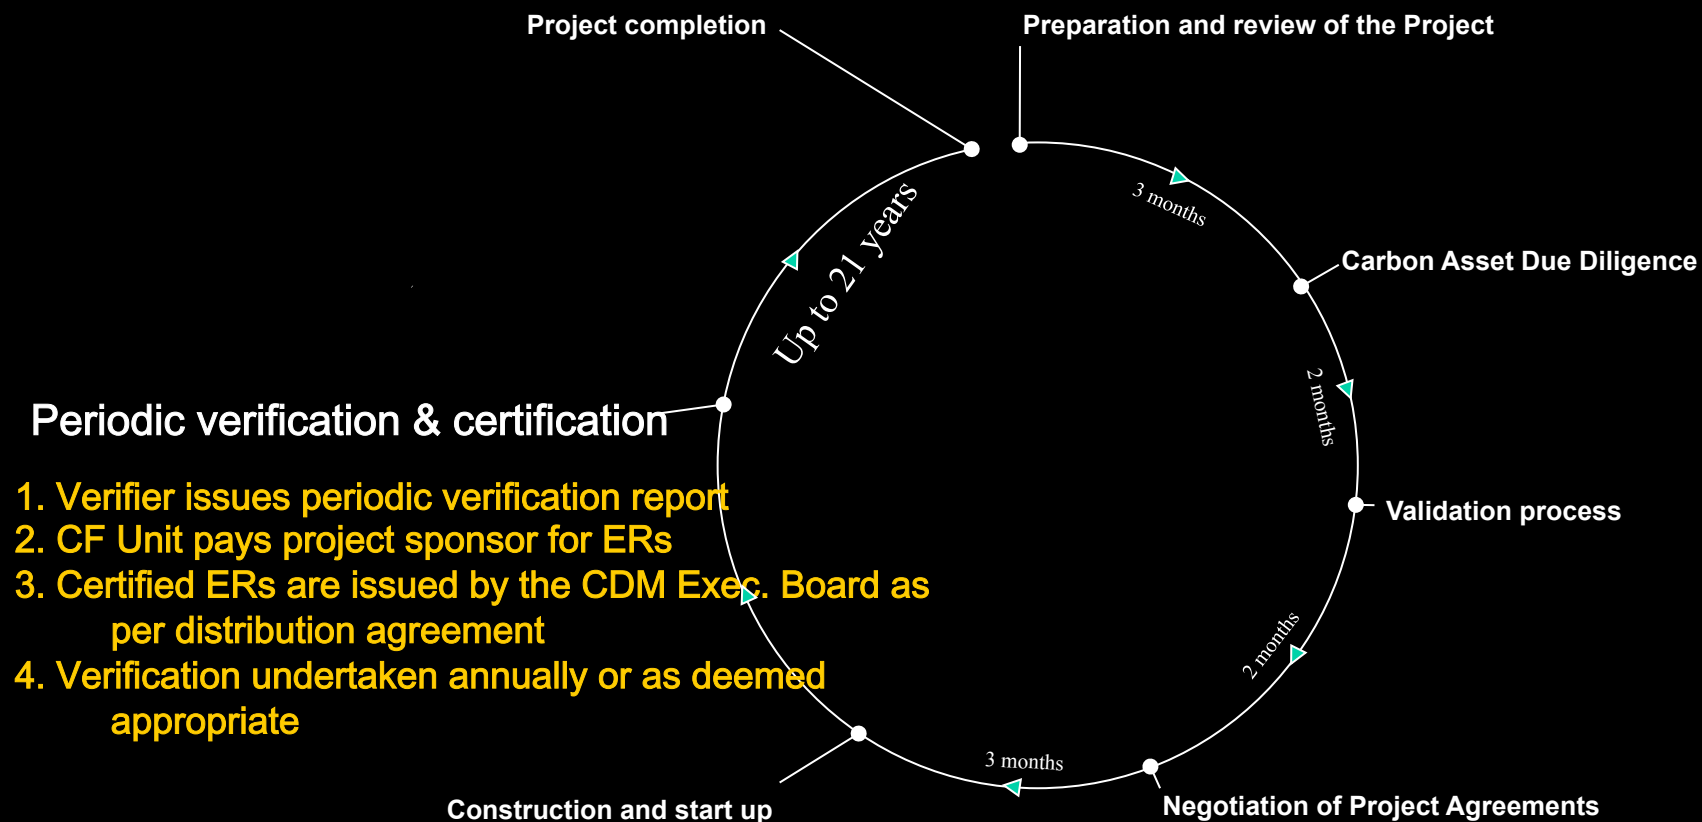 Project completion
Preparation and review of the Project
3 months
Up to 21 years
Carbon Asset Due Diligence
2 months
Periodic verification & certification
1. Verifier issues periodic verification report
2. CF Unit pays project sponsor for ERs
3. Certified ERs are issued by the CDM Exec. Board as
per distribution agreement
4. Verification undertaken annually or as deemed
appropriate
Validation process
2 months
3 months
Construction and start up
Negotiation of Project Agreements